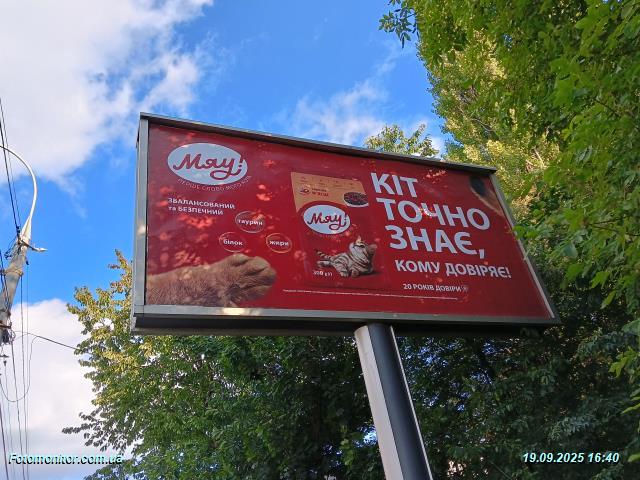 Мяу!
ЗБАЛАНСОВАНИЙ
та БЕЗПЕЧНИЙ
таурин
білок
жири
Мяу!
300 g (г)
КІТ
ТОЧНО
ЗНАЄ,
КОМУ ДОВІРЯЄ!
20 РОКІВ ДОВІРИ
Fotomonitor.com.ua
19.09.2025 16:40